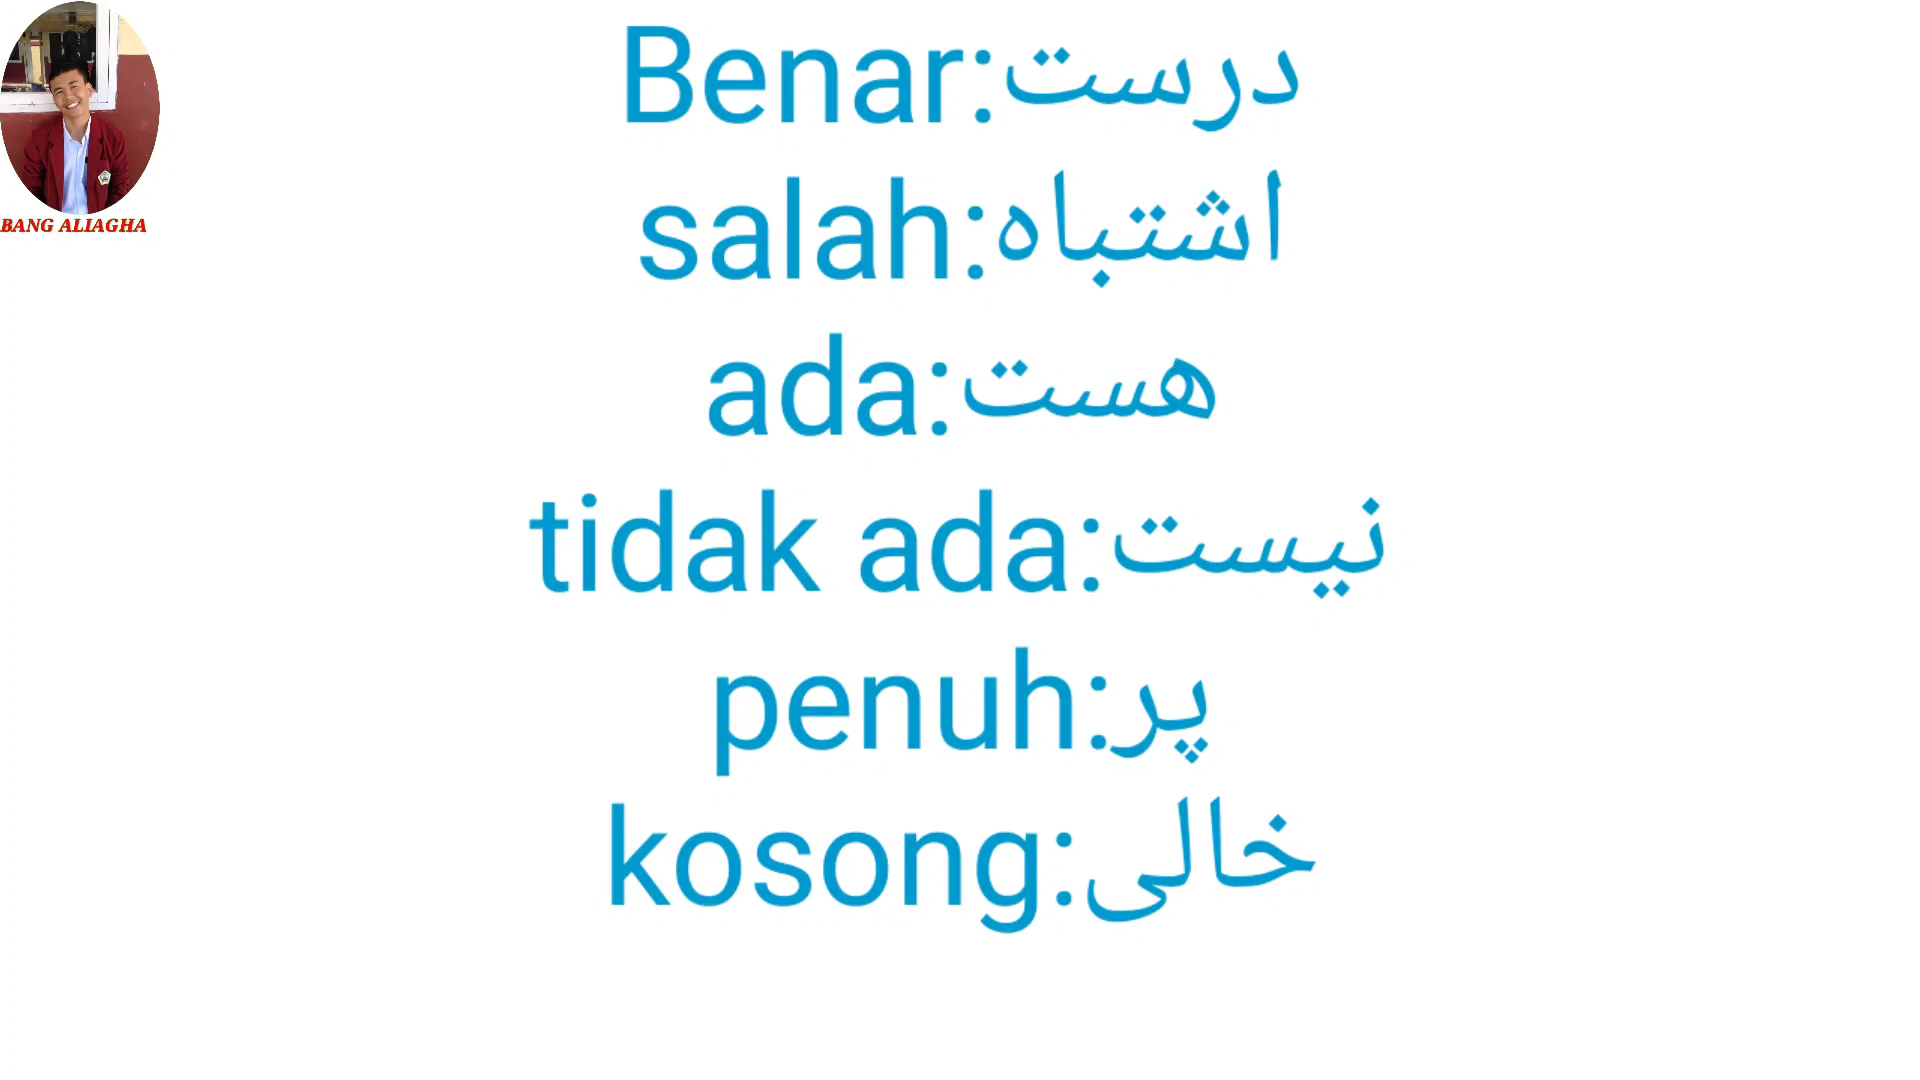 BANG ALIAGHA
Benar:درست
salah:اشتباه
ada:هست
tidak ada:نیست
penuh:پر
kosong:خالی